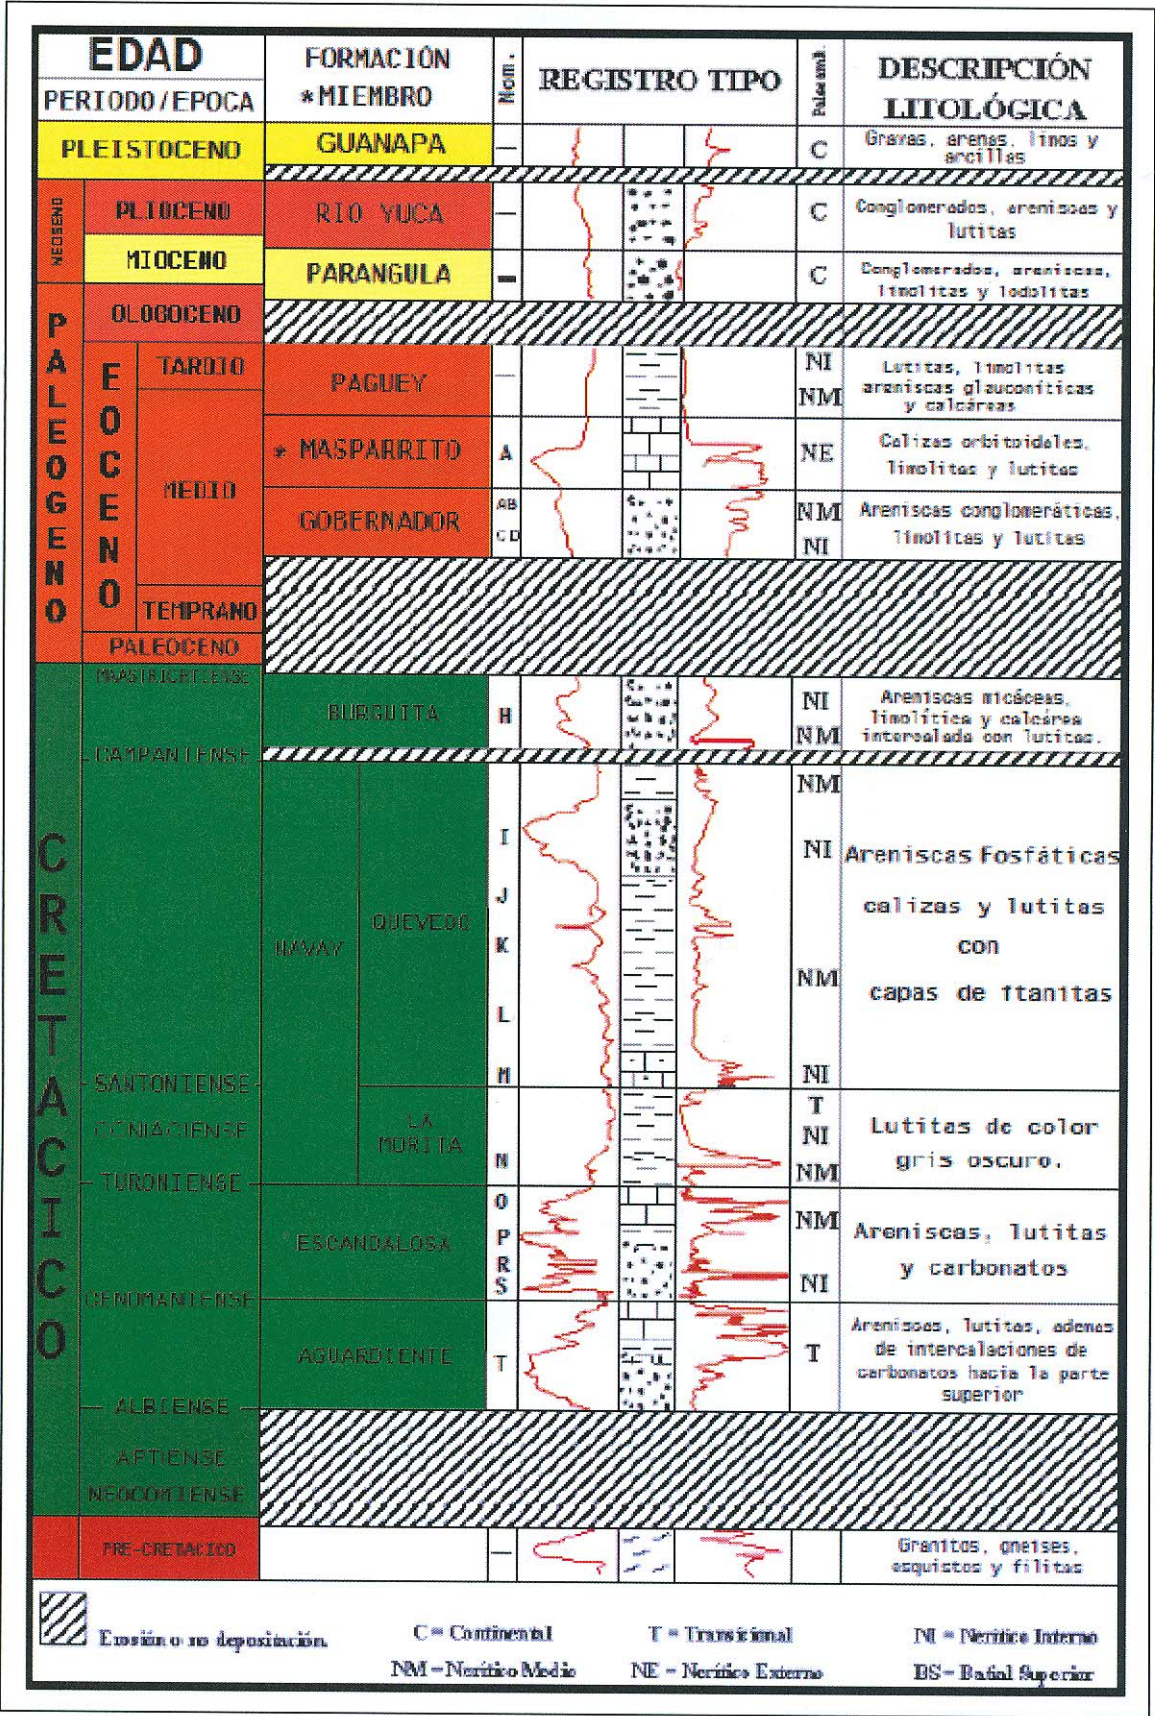 EDAD
PERIODO/EPOCA
FORMACIÓN
*MIEMBRO
Nom.
REGISTRO TIPO
Paleoamb.
DESCRIPCIÓN
LITOLÓGICA
PLEISTOCENO
GUANAPA
—
C
Gravas, arenas, limos y
arcillas
NEOSENO
PLIOCENO
RIO YUCA
—
C
Conglomerados, areniscas y
lutitas
MIOCENO
PARANGULA
—
C
Conglomerados, areniscas,
limolitas y lodolitas
PALEOGENO
OLOGOCENO
EOCENO
TARDIO
PAGUEY
—
NI
NM
Lutitas, limolitas
areniscas glauconíticas
y calcáreas
MEDIO
* MASPARRITO
A
NE
Calizas orbitoidales,
limolitas y lutitas
GOBERNADOR
AB
CD
NM
NI
Areniscas conglomeráticas,
limolitas y lutitas
TEMPRANO
PALEOCENO
CRETACICO
MAASTRICHTIENSE
BURGUITA
H
NI
NM
Areniscas micáceas,
limolítica y calcárea
intercalada con lutitas.
CAMPANIENSE
NAVAY
QUEVEDO
I
J
K
L
M
NM
NI
NM
NI
Areniscas Fosfáticas
calizas y lutitas
con
capas de ftanitas
SANTONIENSE
CONIACIENSE
LA
MORITA
N
T
NI
NM
Lutitas de color
gris oscuro.
TURONIENSE
ESCANDALOSA
O
P
R
S
NM
NI
Areniscas, lutitas
y carbonatos
CENOMANIENSE
AGUARDIENTE
T
T
Areniscas, lutitas, ademas
de intercalaciones de
carbonatos hacia la parte
superior
ALBIENSE
APTIENSE
NEOCOMIENSE
PRE-CRETACICO
—
Granitos, gneises,
esquistos y filitas
Erosión o no depositación.
C = Continental
T = Transicional
NI = Nerítico Interno
NM = Nerítico Medio
NE = Nerítico Externo
BS = Batial Superior